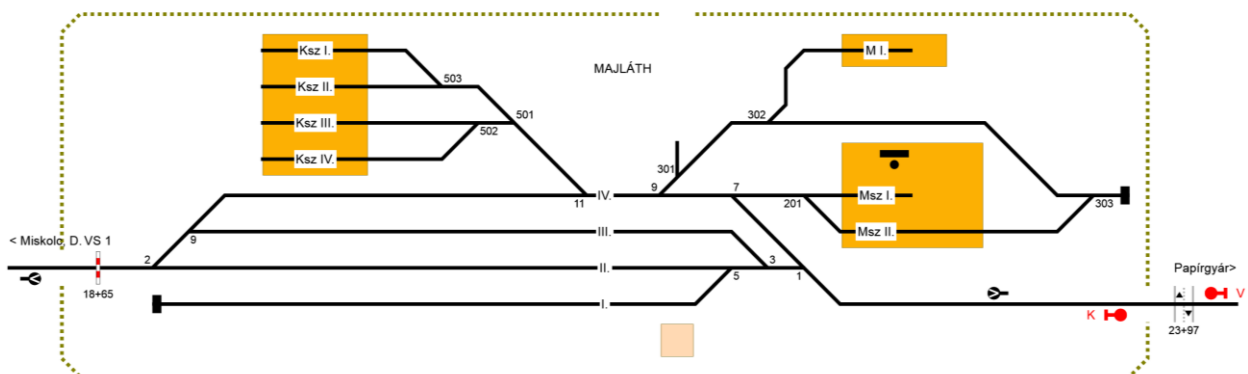 Ksz I.
M I.
MAJLÁTH
503
Ksz II.
501
302
Ksz III.
502
Ksz IV.
301
9
7
IV.
11
201
Msz I.
303
< Miskolc, D. VS 1
9
III.
Msz II.
2
II.
3
5
1
Papírgyár>
18+65
I.
K
V
23+97